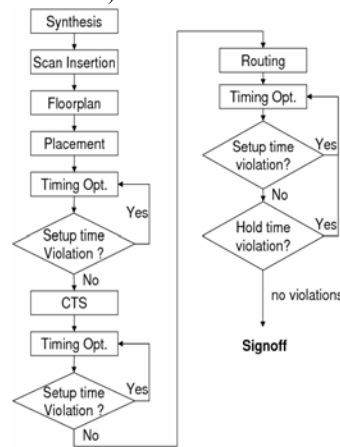 )
Synthesis
Scan Insertion
Floorplan
Placement
Timing Opt.
Yes
Setup time
Violation ?
No
CTS
Timing Opt.
Yes
Setup time
Violation ?
No
Routing
Timing Opt.
Setup time
violation?
Yes
No
Hold time
violation?
Yes
no violations
Signoff